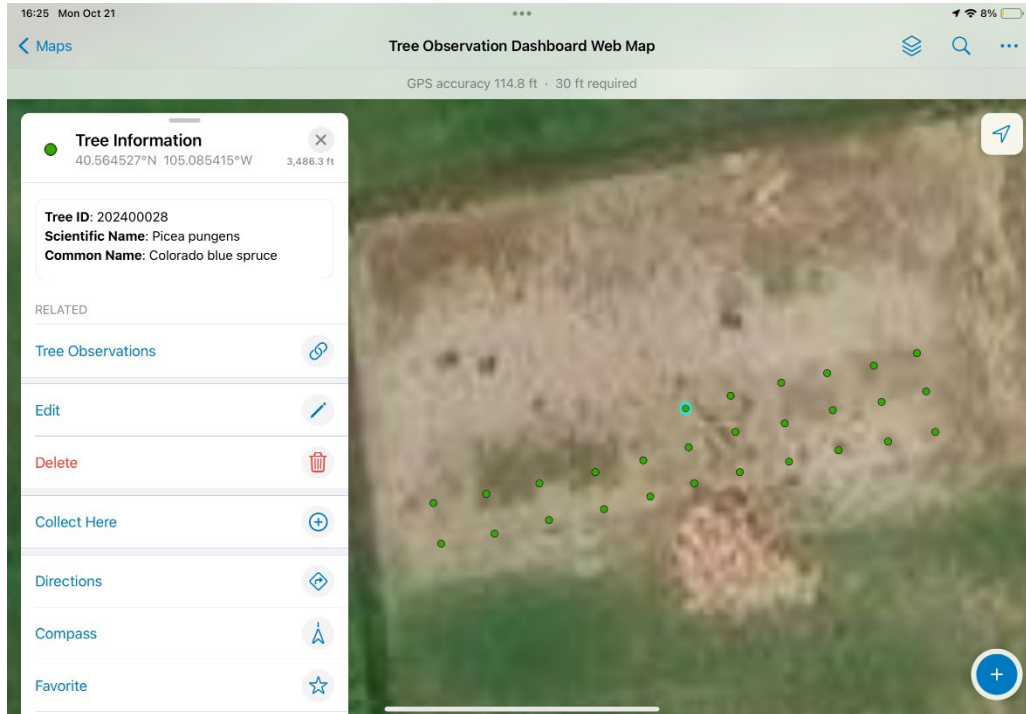 16:25 Mon Oct 21
8%
Maps
Tree Observation Dashboard Web Map
GPS accuracy 114.8 ft · 30 ft required
Tree Information
40.564527°N 105.085415°W
3,486.3 ft
Tree ID: 202400028
Scientific Name: Picea pungens
Common Name: Colorado blue spruce
RELATED
Tree Observations
Edit
Delete
Collect Here
Directions
Compass
Favorite